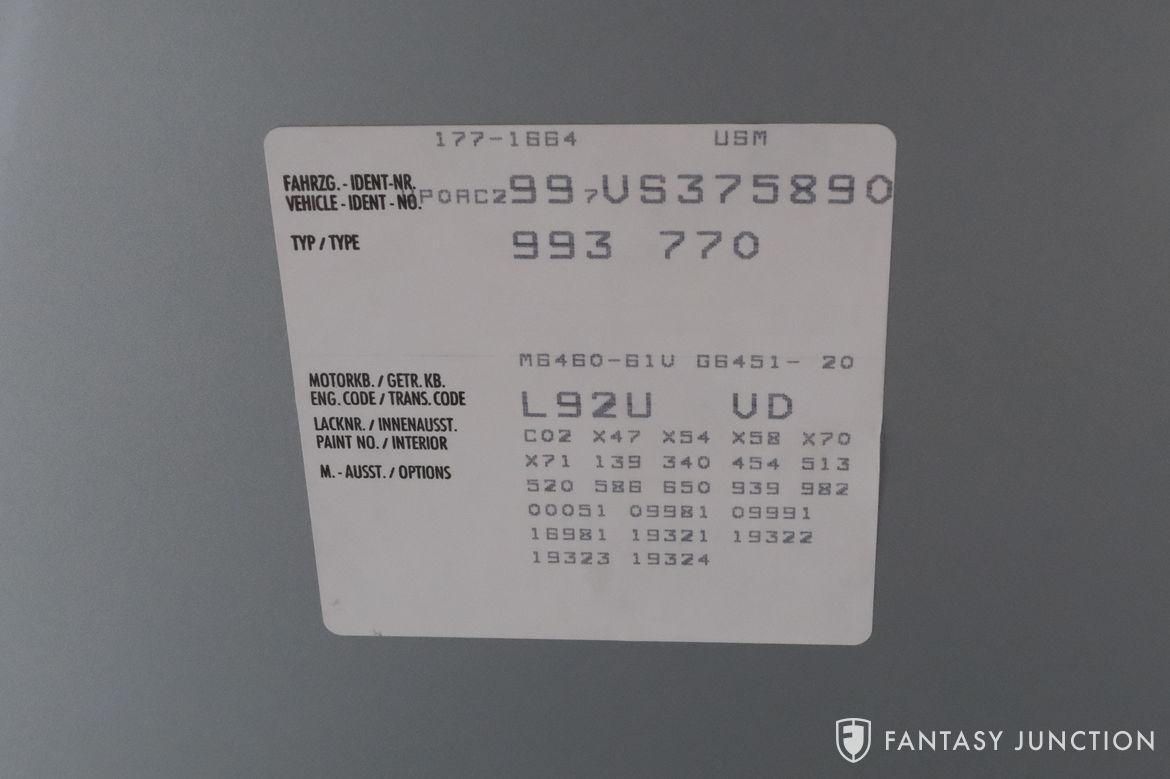 177-1664 USM
FAHRZG. - IDENT-NR.
VEHICLE - IDENT - NO. WP0AC2997VS375890
TYP / TYPE 993 770
M6460-61V G6451- 20
MOTORKB. / GETR. KB.
ENG. CODE / TRANS. CODE L92U VD
LACKNR. / INNENAUSST. C02 X47 X54 X58 X70
PAINT NO. / INTERIOR X71 139 340 454 513
M. - AUSST. / OPTIONS 520 586 650 939 982
00051 09981 09991
16981 19321 19322
19323 19324
FANTASY JUNCTION